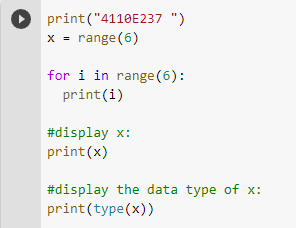 print("4110E237 ")
x = range(6)
for i in range(6):
  print(i)
#display x:
print(x)
#display the data type of x:
print(type(x))